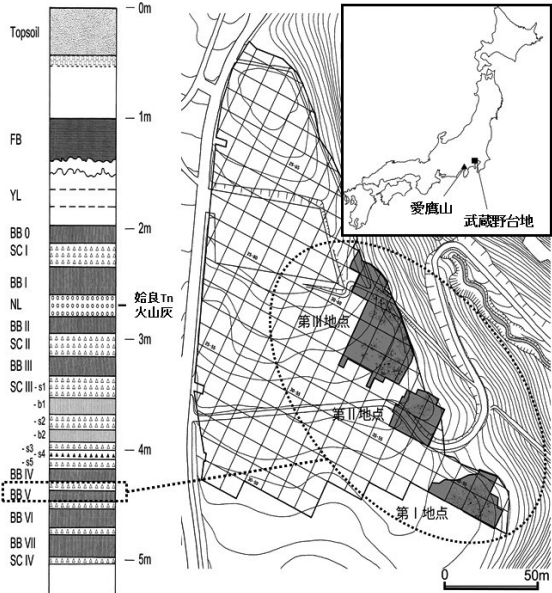 0m
Topsoil
1m
FB
YL
2m
BB 0
SC I
BB I
NL
姶良Tn
火山灰
BB II
3m
SC II
BB III
SC III
-s1
-b1
-s2
-b2
-s3
-s4
4m
-s5
BB IV
BB V
BB VI
BB VII
SC IV
5m
愛鷹山
武蔵野台地
第Ⅲ地点
第Ⅱ地点
第Ⅰ地点
0
50m